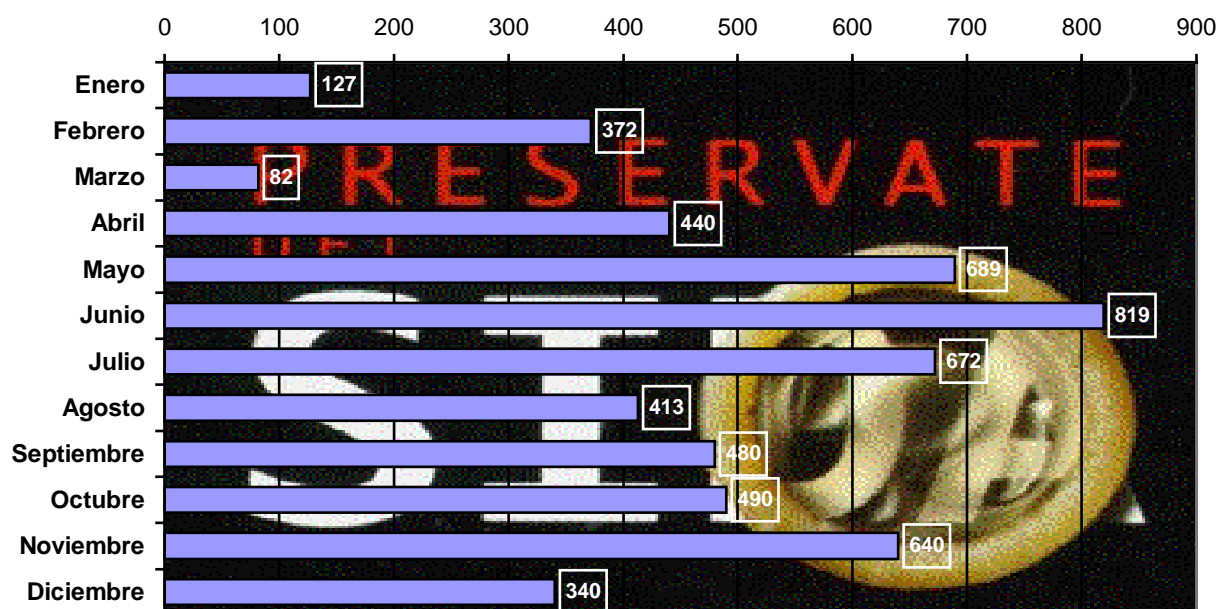 0 100 200 300 400 500 600 700 800 900
Enero 127
Febrero 372
PRESERVATE
Marzo 82
Abril 440
Mayo 689
Junio 819
Julio 672
Agosto 413
Septiembre 480
Octubre 490
Noviembre 640
Diciembre 340